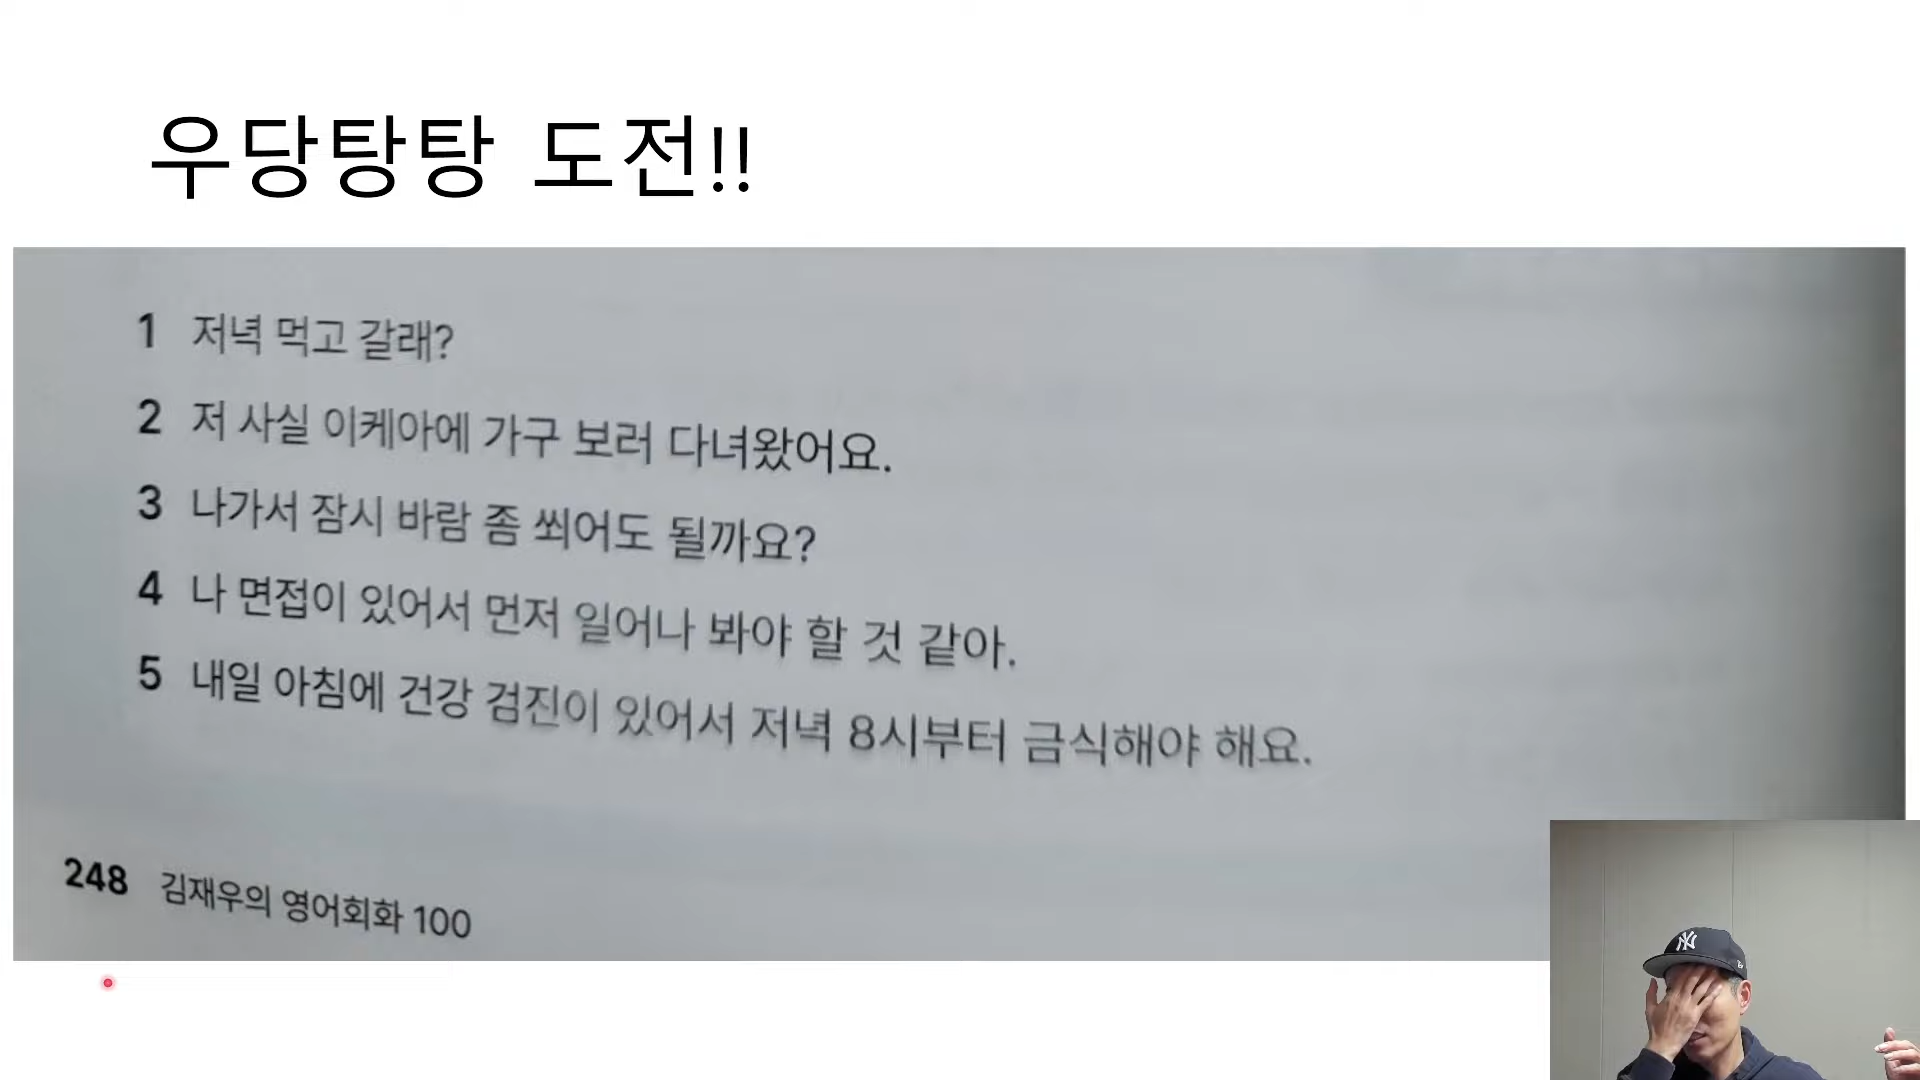 우당탕탕 도전!!
1 저녁 먹고 갈래?
2 저 사실 이케아에 가구 보러 다녀왔어요.
3 나가서 잠시 바람 좀 쐬어도 될까요?
4 나 면접이 있어서 먼저 일어나 봐야 할 것 같아.
5 내일 아침에 건강 검진이 있어서 저녁 8시부터 금식해야 해요.
248 김재우의 영어회화 100
NY